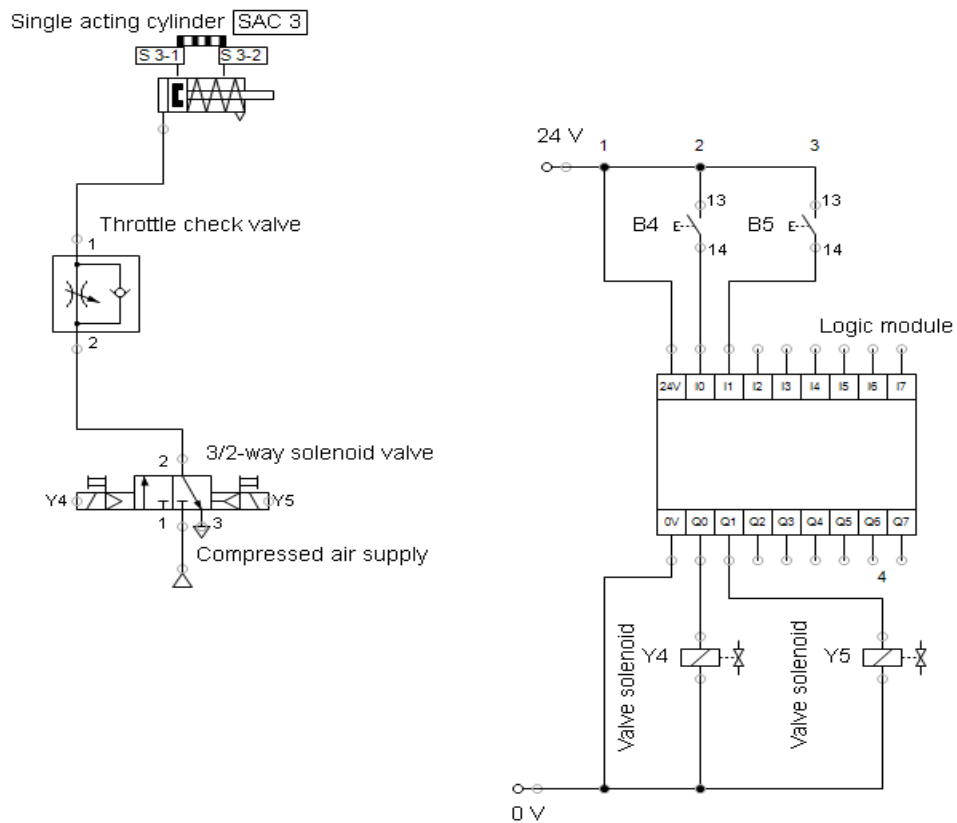 Single acting cylinder SAC 3
S 3-1 S 3-2
Throttle check valve
1
2
3/2-way solenoid valve
2
Y4 Y5
1 3
Compressed air supply
24 V
1 2 3
13 13
B4 B5
14 14
Logic module
24V I0 I1 I2 I3 I4 I5 I6 I7
0V Q0 Q1 Q2 Q3 Q4 Q5 Q6 Q7
4
Valve solenoid
Y4
Valve solenoid
Y5
0 V